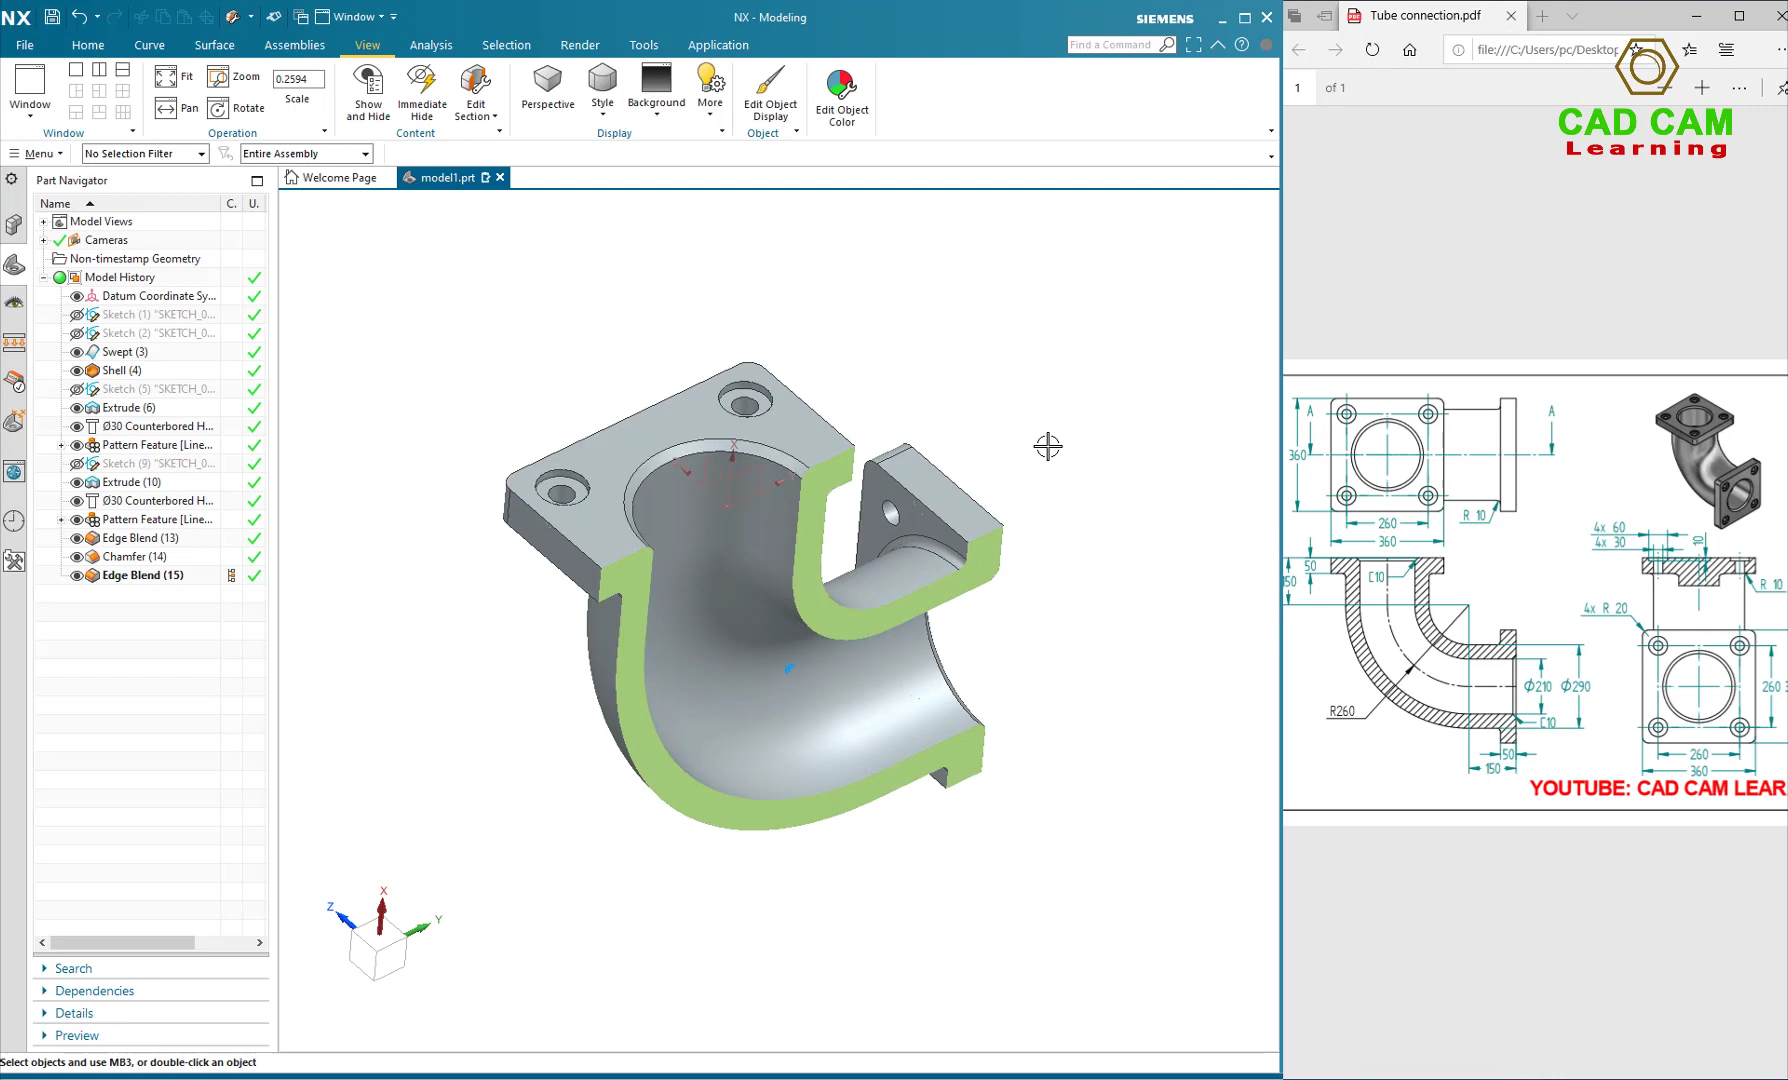 NX
Window
NX - Modeling
SIEMENS
File
Home
Curve
Surface
Assemblies
View
Analysis
Selection
Render
Tools
Application
Find a Command
Window
Fit
Zoom
0.2594
Pan
Rotate
Scale
Show
and Hide
Immediate
Hide
Edit
Section
Perspective
Style
Background
More
Edit Object
Display
Edit Object
Color
Window
Operation
Content
Display
Object
Menu
No Selection Filter
Entire Assembly
Part Navigator
Name
C.
U.
Model Views
Cameras
Non-timestamp Geometry
Model History
Datum Coordinate Sy...
Sketch (1) "SKETCH_0...
Sketch (2) "SKETCH_0...
Swept (3)
Shell (4)
Sketch (5) "SKETCH_0...
Extrude (6)
Ø30 Counterbored H...
Pattern Feature [Line...
Sketch (9) "SKETCH_0...
Extrude (10)
Ø30 Counterbored H...
Pattern Feature [Line...
Edge Blend (13)
Chamfer (14)
Edge Blend (15)
Search
Dependencies
Details
Preview
Select objects and use MB3, or double-click an object
Welcome Page
model1.prt
X
X
Z
Y
Tube connection.pdf
file:///C:/Users/pc/Desktop
1
of 1
CAD CAM
Learning
A
A
360
R 10
260
360
4x 60
4x 30
10
50
150
C10
R 10
4x R 20
Ø210
Ø290
260
R260
C10
50
150
260
360
YOUTUBE: CAD CAM LEAR